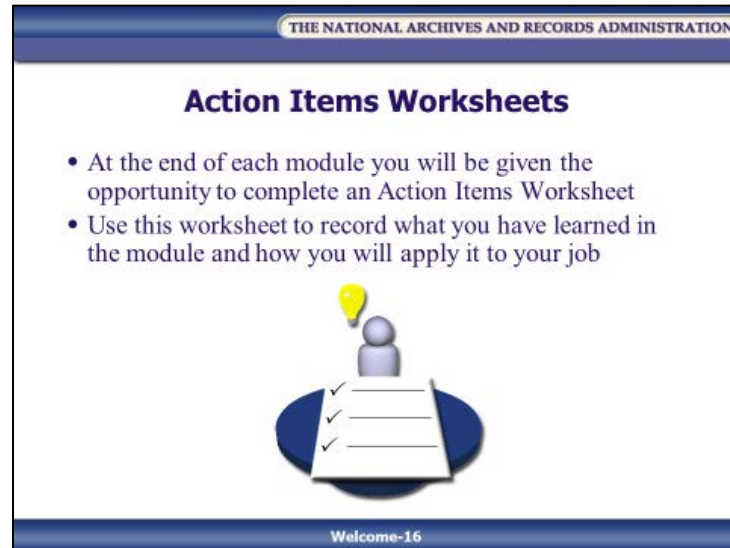 THE NATIONAL ARCHIVES AND RECORDS ADMINISTRATION
Action Items Worksheets
• At the end of each module you will be given the
opportunity to complete an Action Items Worksheet
• Use this worksheet to record what you have learned in
the module and how you will apply it to your job
Welcome-16